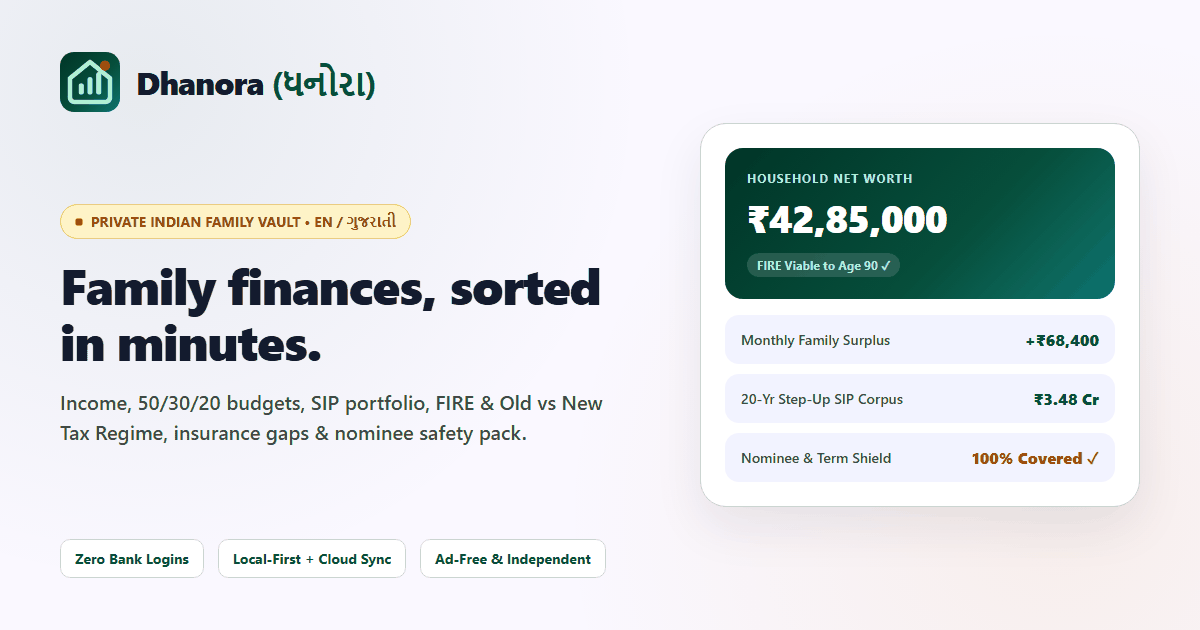 Dhanora (ધનોરા)
PRIVATE INDIAN FAMILY VAULT • EN / ગુજરાતી
Family finances, sorted
in minutes.
Income, 50/30/20 budgets, SIP portfolio, FIRE & Old vs New
Tax Regime, insurance gaps & nominee safety pack.
Zero Bank Logins
Local-First + Cloud Sync
Ad-Free & Independent
HOUSEHOLD NET WORTH
₹42,85,000
FIRE Viable to Age 90 ✓
Monthly Family Surplus
+₹68,400
20-Yr Step-Up SIP Corpus
₹3.48 Cr
Nominee & Term Shield
100% Covered ✓